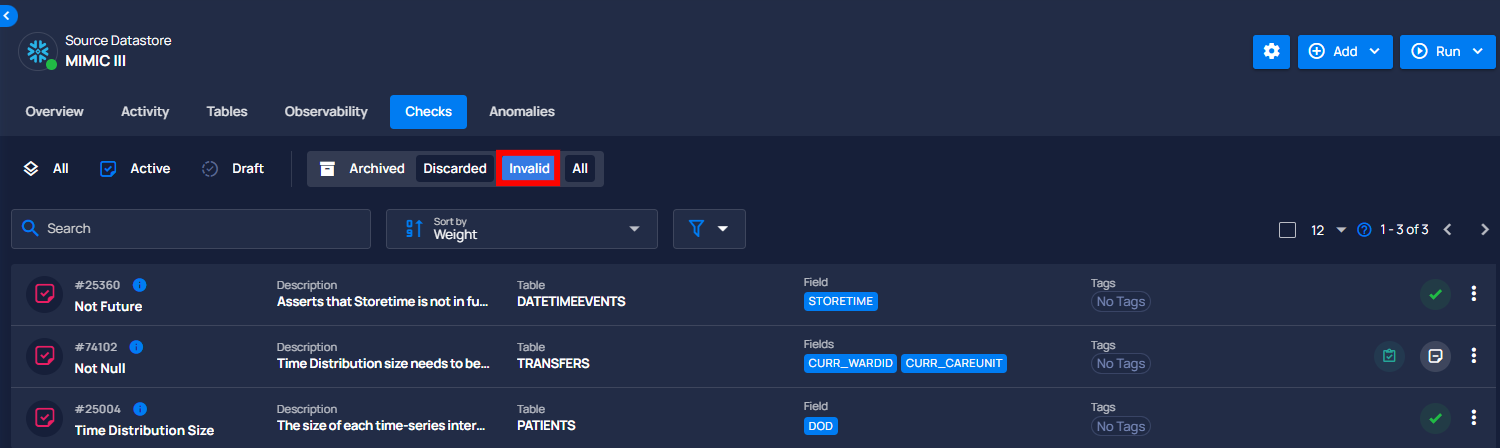 Source Datastore
MIMIC III
Add
Run
Overview Activity Tables Observability Checks Anomalies
All Active Draft Archived Discarded Invalid All
Search
Sort by
Weight
12 1 - 3 of 3
#25360
Not Future
Description
Asserts that Storetime is not in fu...
Table
DATETIMEEVENTS
Field
STORETIME
Tags
No Tags
#74102
Not Null
Description
Time Distribution size needs to be...
Table
TRANSFERS
Fields
CURR_WARDID CURR_CAREUNIT
Tags
No Tags
#25004
Time Distribution Size
Description
The size of each time-series inter...
Table
PATIENTS
Field
DOD
Tags
No Tags